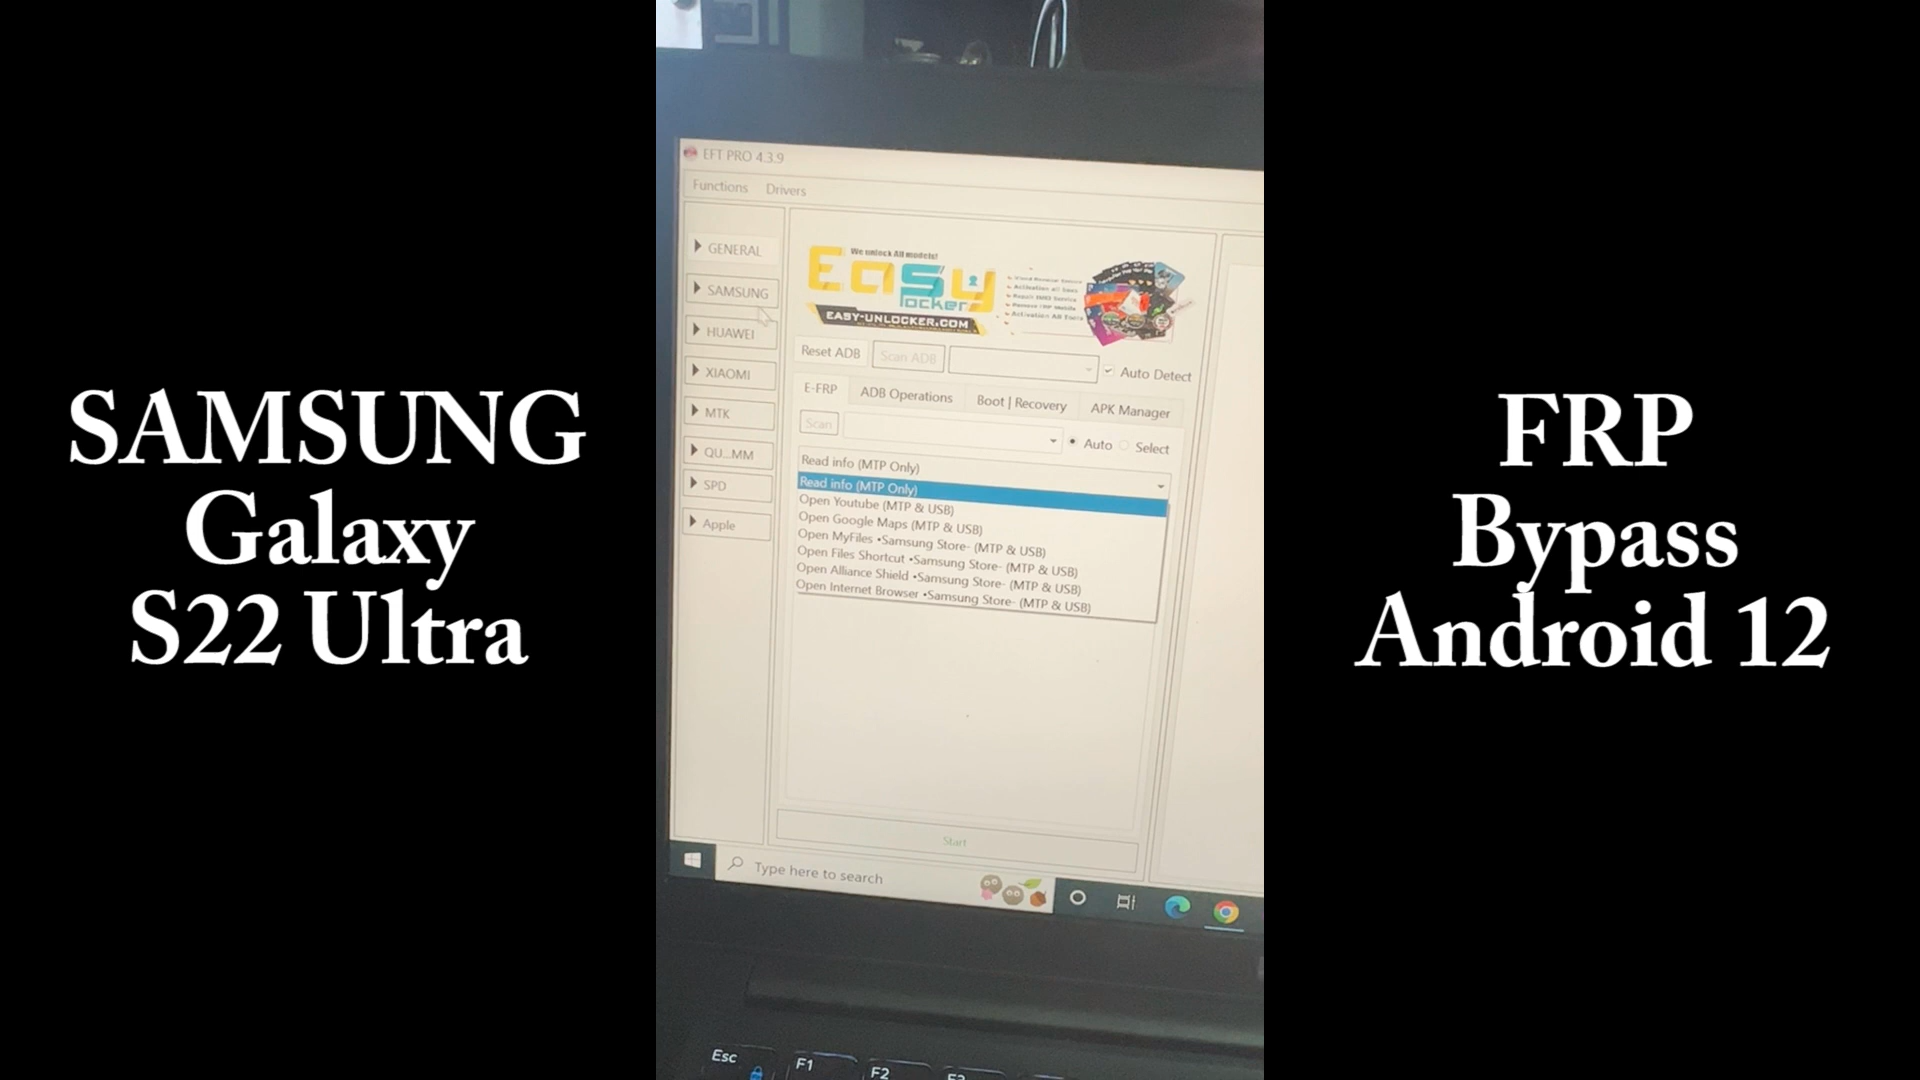 SAMSUNG
Galaxy
S22 Ultra
EFT PRO 4.3.9
Functions Drivers
GENERAL
SAMSUNG
HUAWEI
XIAOMI
MTK
QU...MM
SPD
Apple
We unlock All models!
Easy
locker
EASY-UNLOCKER.COM
Activation All Tools
Reset ADB Scan ADB Auto Detect
E-FRP ADB Operations Boot | Recovery APK Manager
Scan Auto Select
Read info (MTP Only)
Read info (MTP Only)
Open Youtube (MTP & USB)
Open Google Maps (MTP & USB)
Open MyFiles •Samsung Store- (MTP & USB)
Open Files Shortcut •Samsung Store- (MTP & USB)
Open Alliance Shield •Samsung Store- (MTP & USB)
Open Internet Browser •Samsung Store- (MTP & USB)
Start
Type here to search
Esc F1 F2
FRP
Bypass
Android 12